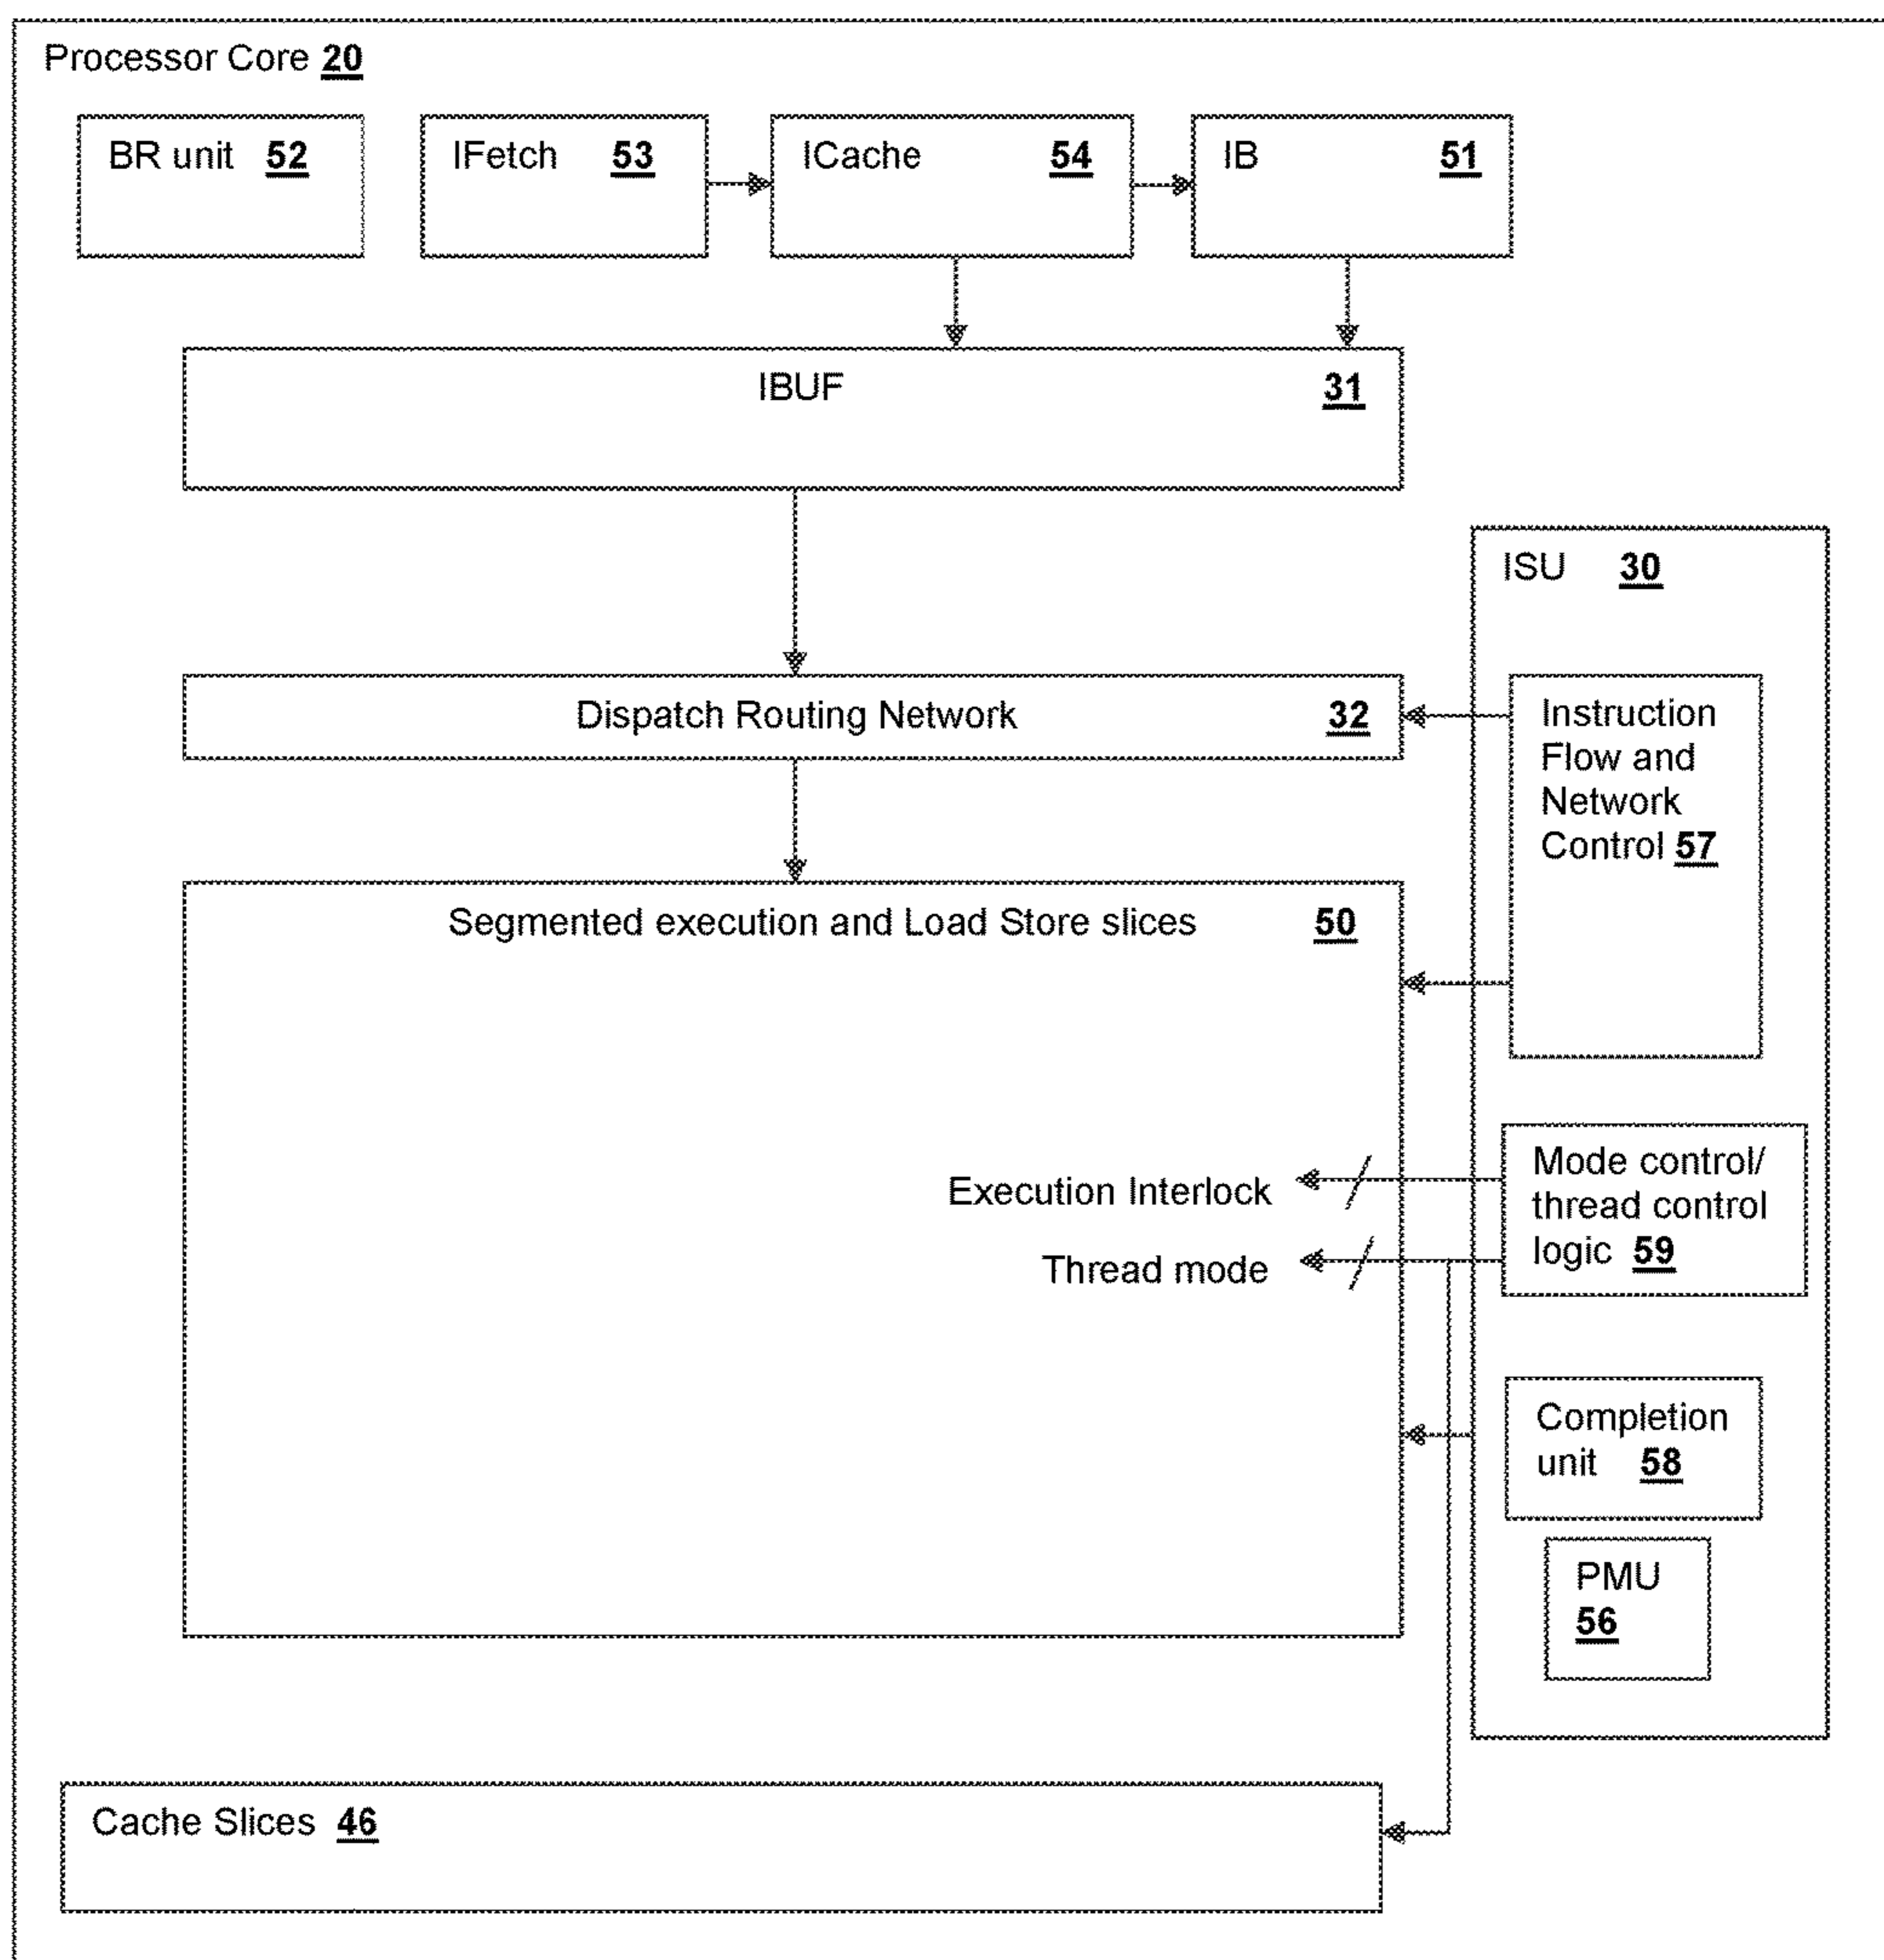 Processor Core 20
BR unit 52
IFetch 53
ICache 54
IB 51
IBUF 31
ISU 30
Dispatch Routing Network 32
Instruction
Flow and
Network
Control 57
Segmented execution and Load Store slices 50
Execution Interlock
Thread mode
Mode control/
thread control
logic 59
Completion
unit 58
PMU
56
Cache Slices 46